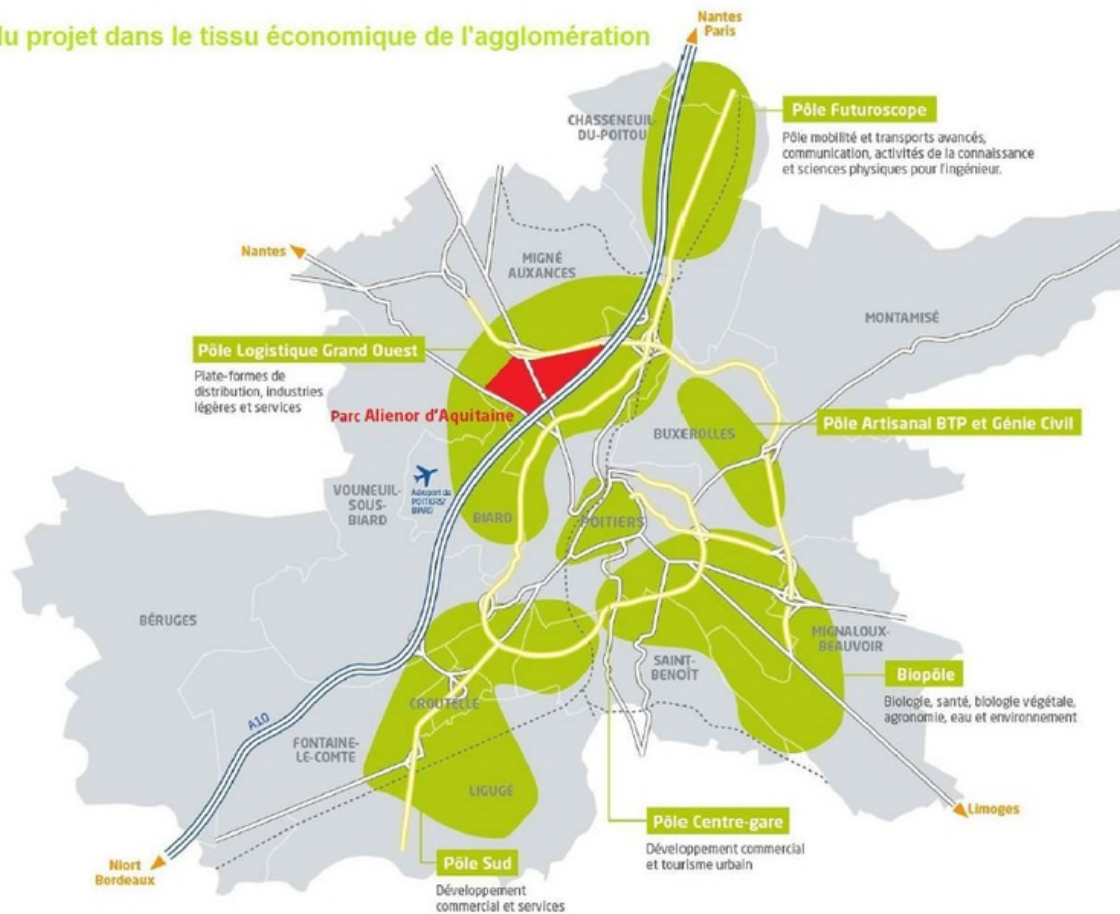 du projet dans le tissu économique de l'agglomération
Nantes
Paris
Pôle Futuroscope
Pôle mobilité et transports avancés,
communication, activités de la connaissance
et sciences physiques pour l'ingénieur.
CHASSENEUIL-
DU-POITOU
Nantes
MIGNÉ
AUXANCES
MONTAMISÉ
Pôle Logistique Grand Ouest
Plate-formes de
distribution, industries
légères et services
Parc Alienor d'Aquitaine
BUXEROLLES
Pôle Artisanal BTP et Génie Civil
VOUNEUIL-
SOUS-
BIARD
Aéroport de
POITIERS/
BIARD
BIARD
POITIERS
BÉRUGES
MIGNALOUX-
BEAUVOIR
SAINT-
BENOÎT
Biopôle
Biologie, santé, biologie végétale,
agronomie, eau et environnement
CROUTELLE
A10
FONTAINE-
LE-COMTE
LIGUGÉ
Limoges
Pôle Centre-gare
Développement commercial
et tourisme urbain
Niort
Bordeaux
Pôle Sud
Développement
commercial et services